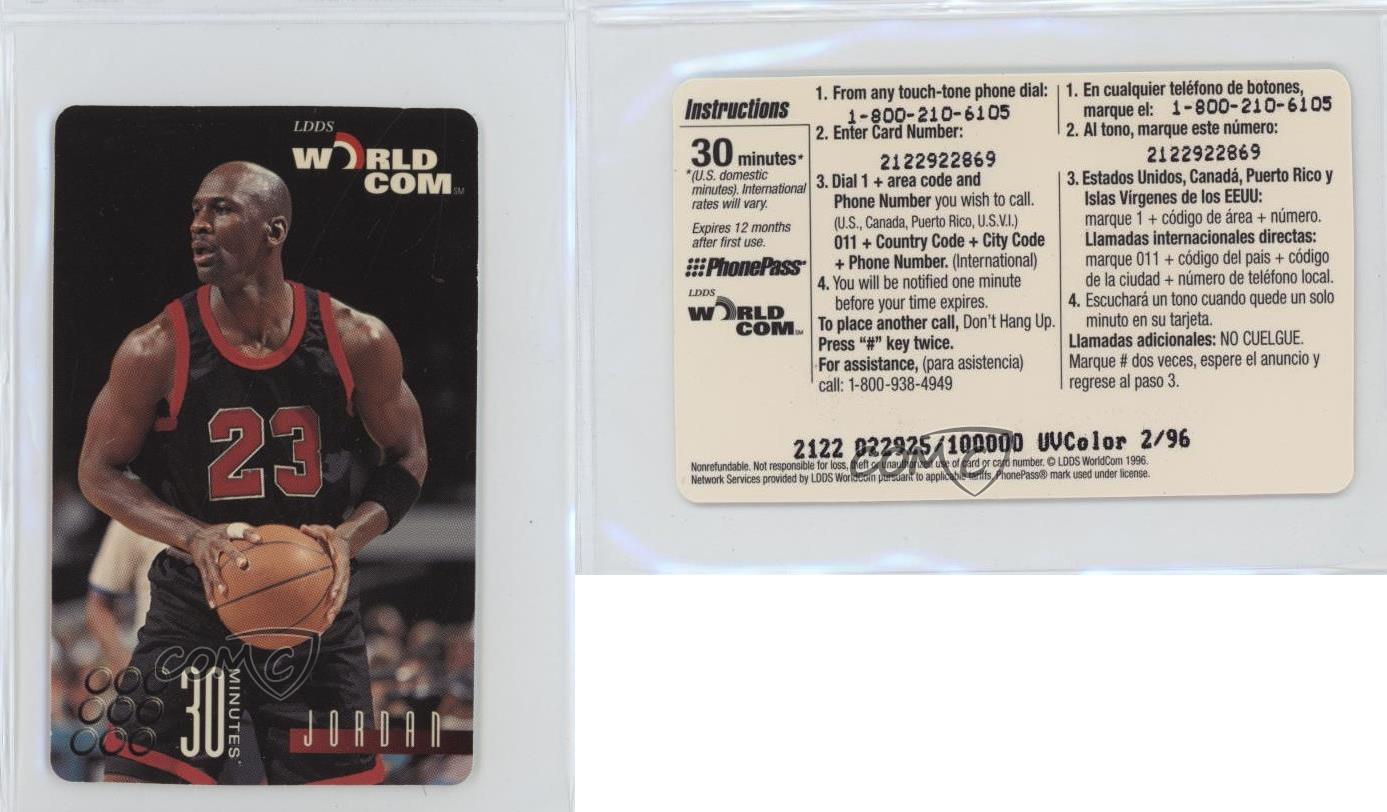 LDDS
WORLD
COM SM
23
COMC
30
MINUTES*
JORDAN
Instructions
30 minutes*
*(U.S. domestic
minutes). International
rates will vary.
Expires 12 months
after first use.
PhonePass®
LDDS
WORLD
COM SM
1. From any touch-tone phone dial:
1-800-210-6105
2. Enter Card Number:
2122922869
3. Dial 1 + area code and
Phone Number you wish to call.
(U.S., Canada, Puerto Rico, U.S.V.I.)
011 + Country Code + City Code
+ Phone Number. (International)
4. You will be notified one minute
before your time expires.
To place another call, Don't Hang Up.
Press "#" key twice.
For assistance, (para asistencia)
call: 1-800-938-4949
1. En cualquier teléfono de botones,
marque el: 1-800-210-6105
2. Al tono, marque este número:
2122922869
3. Estados Unidos, Canadá, Puerto Rico y
Islas Vírgenes de los EEUU:
marque 1 + código de área + número.
Llamadas internacionales directas:
marque 011 + código del pais + código
de la ciudad + número de teléfono local.
4. Escuchará un tono cuando quede un solo
minuto en su tarjeta.
Llamadas adicionales: NO CUELGUE.
Marque # dos veces, espere el anuncio y
regrese al paso 3.
2122 022925/100000 UVColor 2/96
COMC
Nonrefundable. Not responsible for loss, theft or unauthorized use of card or card number. © LDDS WorldCom 1996.
Network Services provided by LDDS WorldCom pursuant to applicable tariffs. PhonePass® mark used under license.